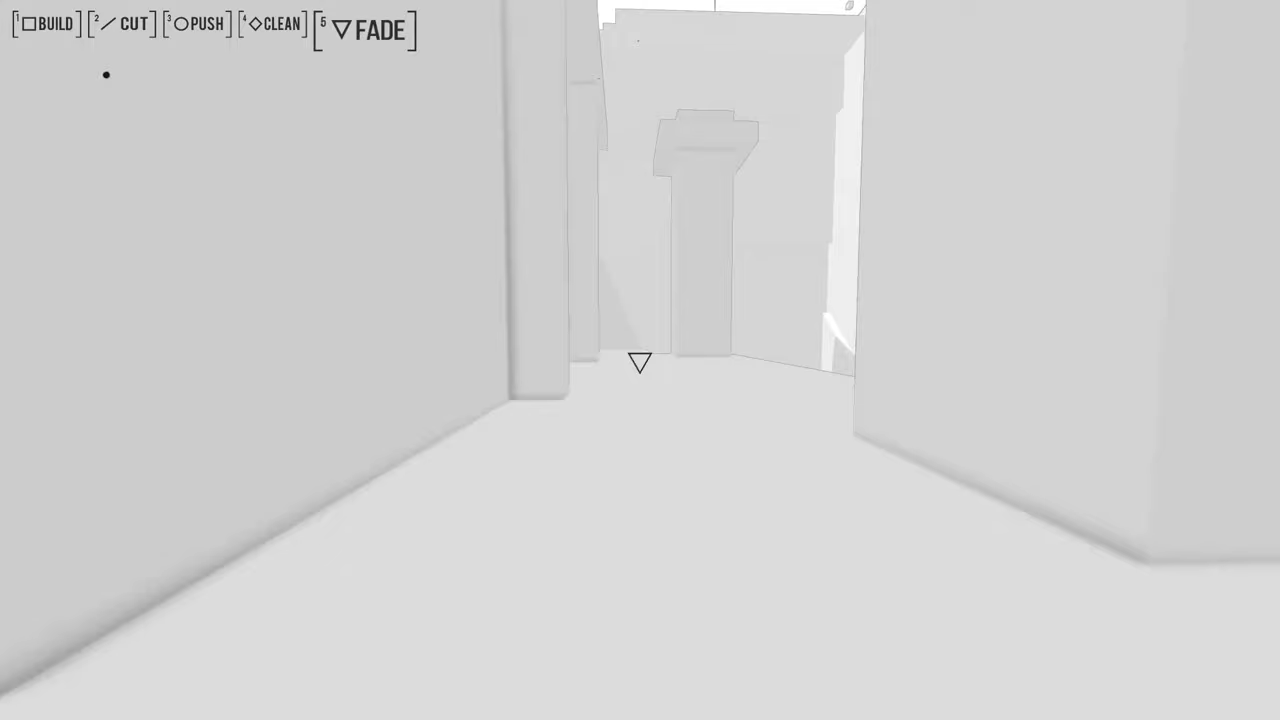 [1 □ BUILD] [2 ╱ CUT] [3 ○ PUSH] [4 ◇ CLEAN] [5 ▽ FADE]